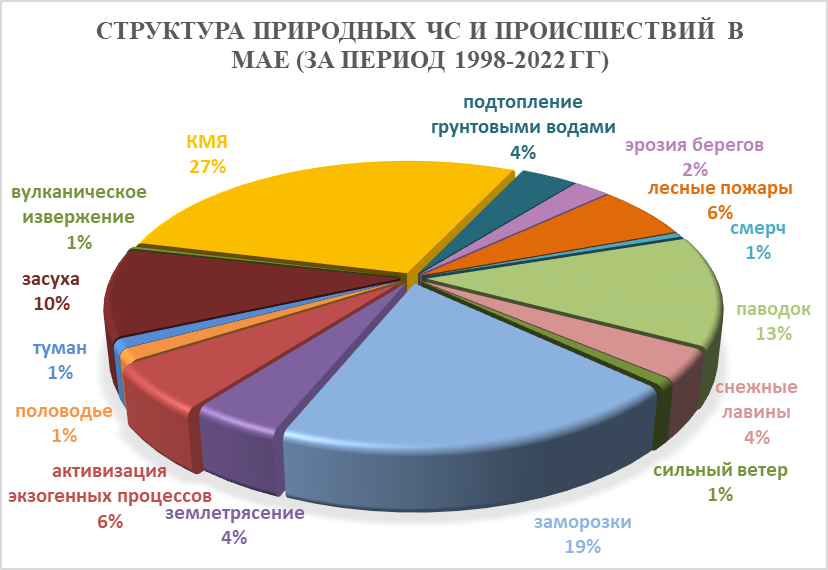 СТРУКТУРА ПРИРОДНЫХ ЧС И ПРОИСШЕСТВИЙ В
МАЕ (ЗА ПЕРИОД 1998-2022 ГГ)
подтопление
грунтовыми водами
4%
эрозия берегов
2%
лесные пожары
6%
смерч
1%
паводок
13%
снежные
лавины
4%
сильный ветер
1%
заморозки
19%
землетрясение
4%
активизация
экзогенных процессов
6%
половодье
1%
туман
1%
засуха
10%
вулканическое
извержение
1%
КМЯ
27%